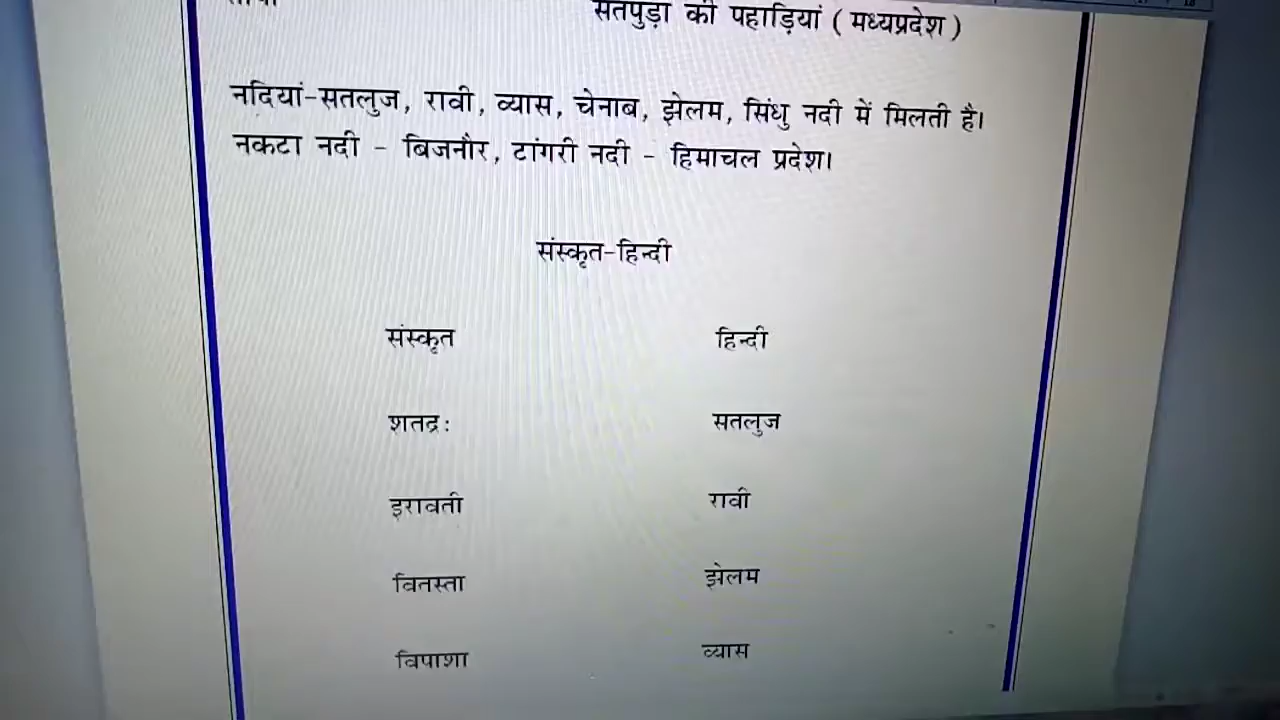 सतपुड़ा की पहाड़ियां ( मध्यप्रदेश )
नदियां-सतलुज, रावी, व्यास, चेनाब, झेलम, सिंधु नदी में मिलती है।
नकटा नदी - बिजनौर, टांगरी नदी - हिमाचल प्रदेश।
संस्कृत-हिन्दी
संस्कृत हिन्दी
शतद्रः सतलुज
इरावती रावी
वितस्ता झेलम
विपाशा व्यास